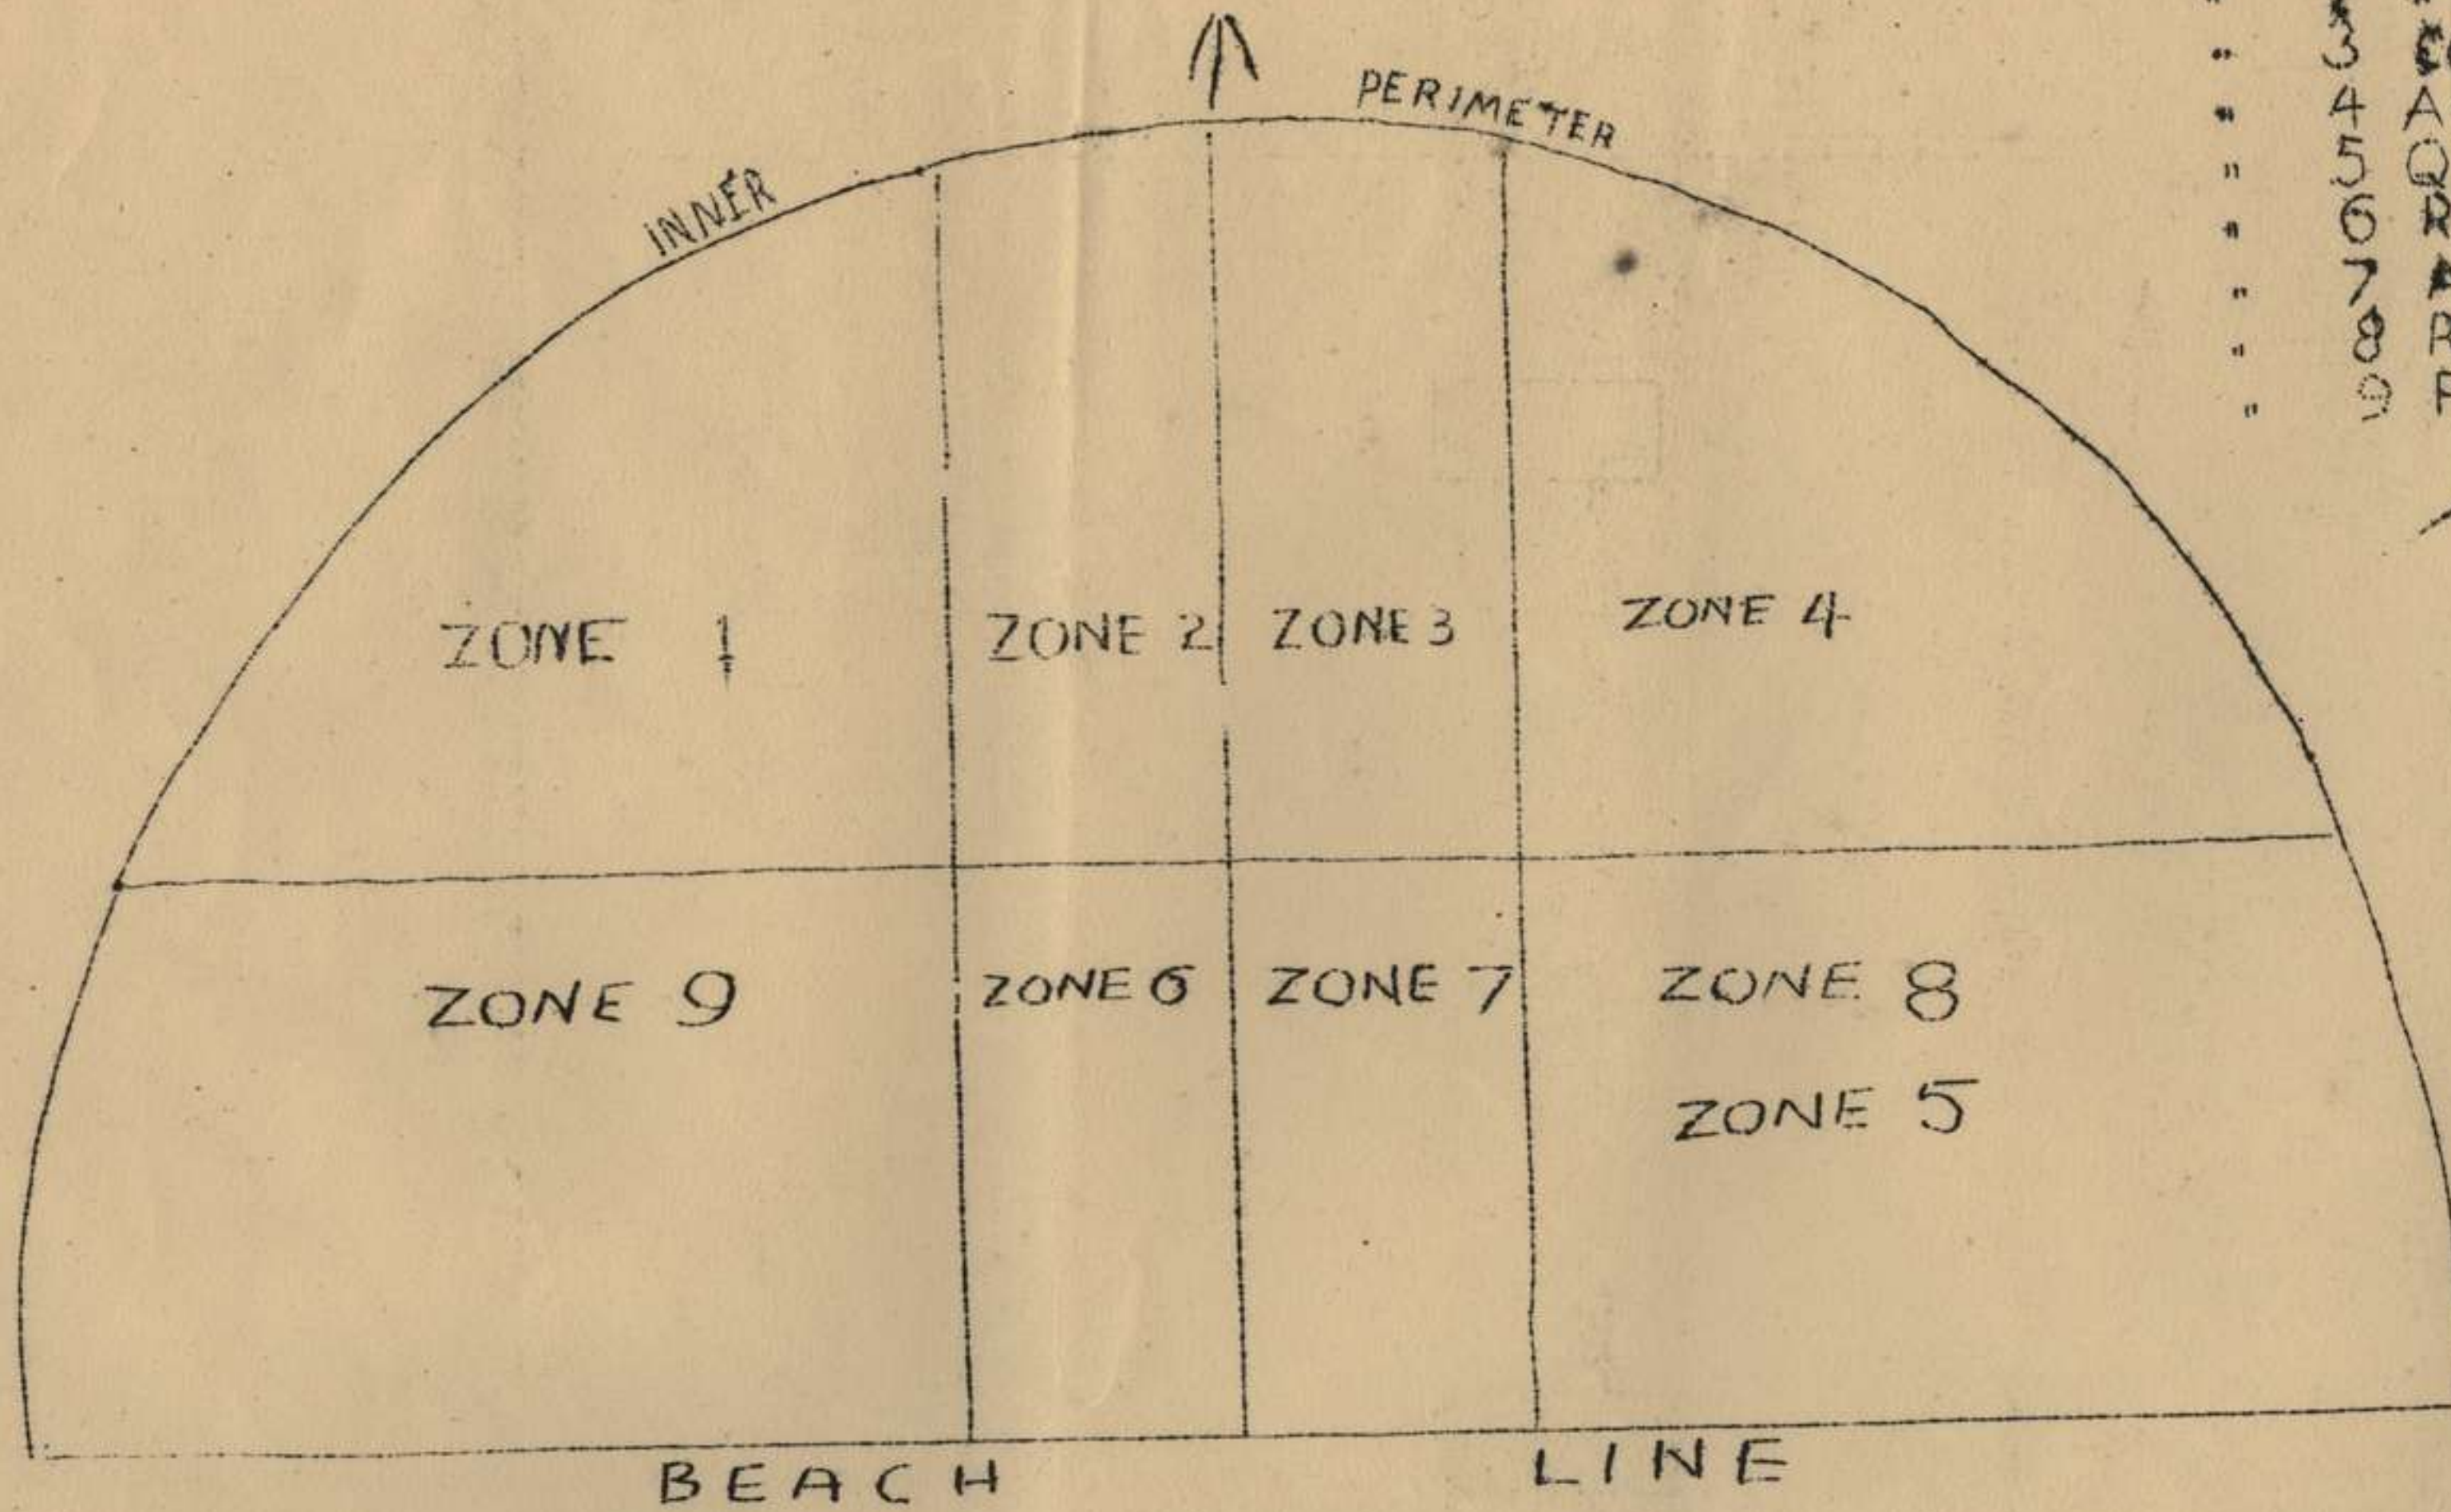 PERIMETER
INNER
" 3
" 4 A
" 5 Q
" 6 R
" 7
" 8 R
" 9
ZONE 1
ZONE 2
ZONE 3
ZONE 4
ZONE 9
ZONE 6
ZONE 7
ZONE 8
ZONE 5
BEACH LINE